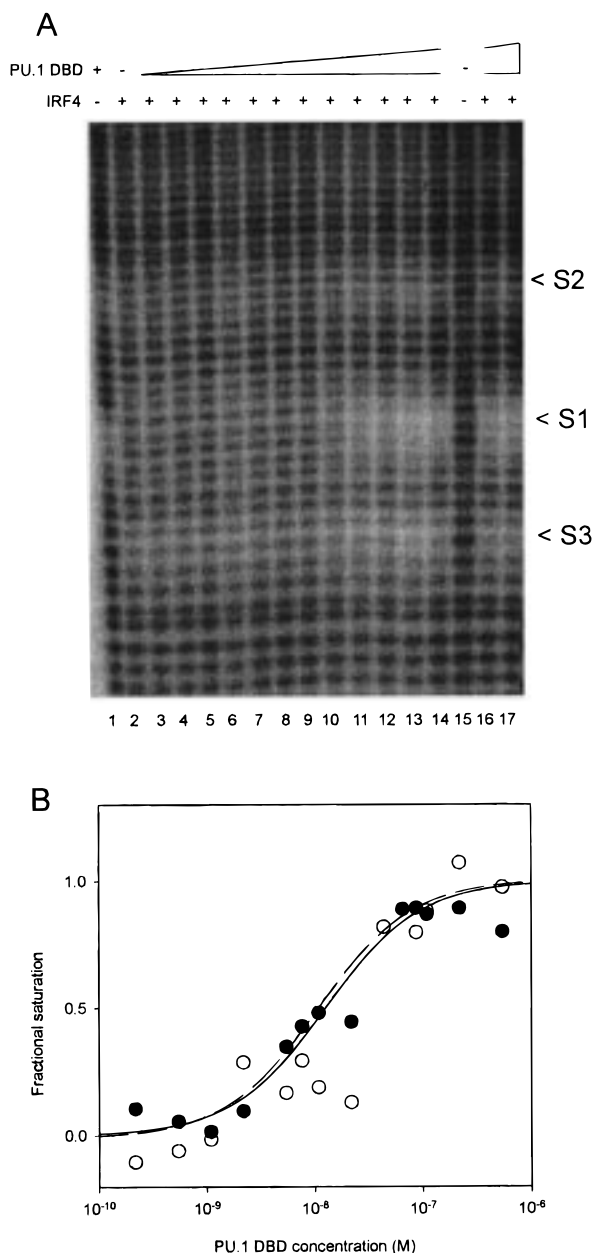 A
PU.1 DBD + - -
IRF4 - + + + + + + + + + + + + + - + +
< S2
< S1
< S3
1 2 3 4 5 6 7 8 9 10 11 12 13 14 15 16 17
B
Fractional saturation
1.0
0.5
0.0
10-10 10-9 10-8 10-7 10-6
PU.1 DBD concentration (M)